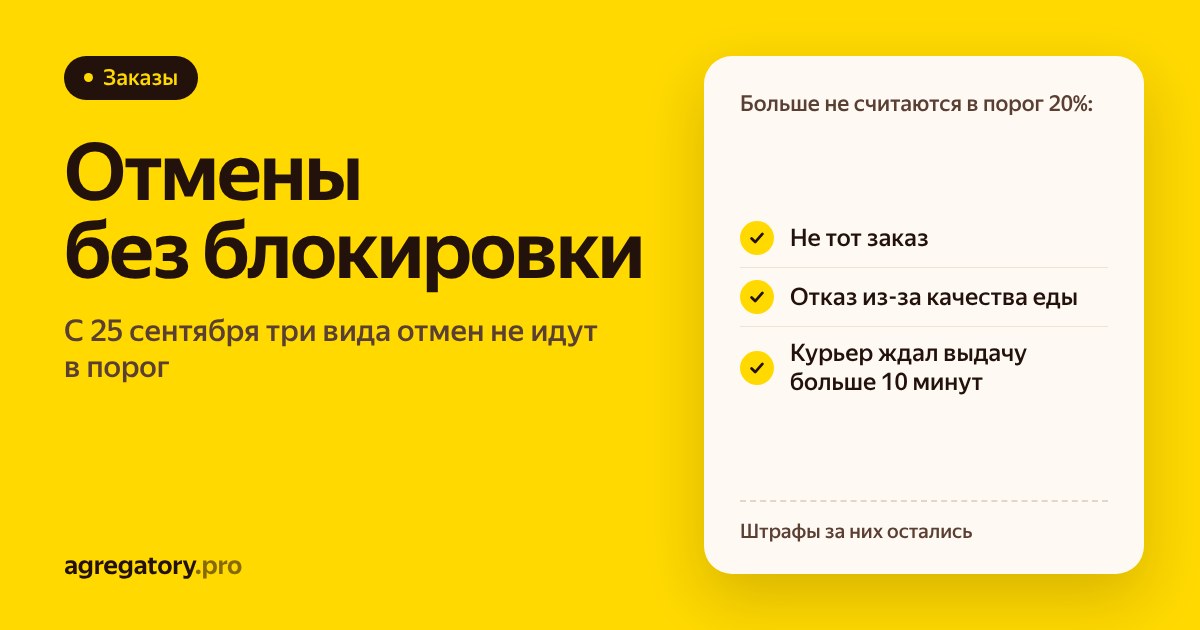 Заказы
Отмены
без блокировки
С 25 сентября три вида отмен не идут
в порог
agregatory.pro
Больше не считаются в порог 20%:
Не тот заказ
Отказ из-за качества еды
Курьер ждал выдачу
больше 10 минут
Штрафы за них остались